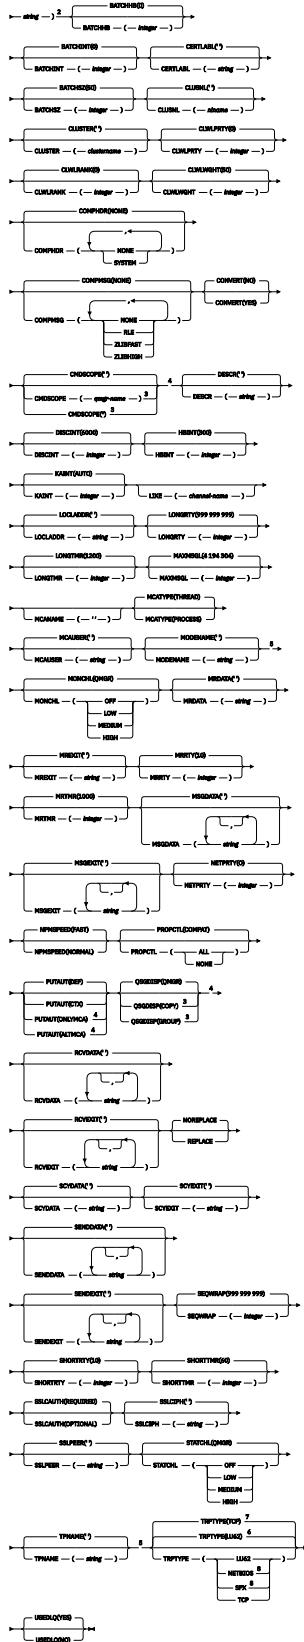 string ) 2 BATCHHB(0)
BATCHHB ( integer )
BATCHINT(0) CERTLABL(' ')
BATCHINT ( integer ) CERTLABL ( string )
BATCHSZ(50) CLUSNL(' ')
BATCHSZ ( integer ) CLUSNL ( nlname )
CLUSTER(' ') CLWLPRTY(0)
CLUSTER ( clustername ) CLWLPRTY ( integer )
CLWLRANK(0) CLWLWGHT(50)
CLWLRANK ( integer ) CLWLWGHT ( integer )
COMPHDR(NONE)
,
COMPHDR ( NONE )
SYSTEM
COMPMSG(NONE) CONVERT(NO)
, CONVERT(YES)
COMPMSG ( NONE )
RLE
ZLIBFAST
ZLIBHIGH
CMDSCOPE(' ') 4 DESCR(' ')
CMDSCOPE ( qmgr-name ) 3 DESCR ( string )
CMDSCOPE(*) 3
DISCINT(6000) HBINT(300)
DISCINT ( integer ) HBINT ( integer )
KAINT(AUTO)
KAINT ( integer ) LIKE ( channel-name )
LOCLADDR(' ') LONGRTY(999 999 999)
LOCLADDR ( string ) LONGRTY ( integer )
LONGTMR(1200) MAXMSGL(4 194 304)
LONGTMR ( integer ) MAXMSGL ( integer )
MCATYPE(THREAD)
MCANAME ( ' ' ) MCATYPE(PROCESS)
MCAUSER(' ') MODENAME(' ') 5
MCAUSER ( string ) MODENAME ( string )
MONCHL(QMGR) MRDATA(' ')
MONCHL ( OFF ) MRDATA ( string )
LOW
MEDIUM
HIGH
MREXIT(' ') MRRTY(10)
MREXIT ( string ) MRRTY ( integer )
MRTMR(1000) MSGDATA(' ')
MRTMR ( integer ) ,
MSGDATA ( string )
MSGEXIT(' ') NETPRTY(0)
, NETPRTY ( integer )
MSGEXIT ( string )
NPMSPEED(FAST) PROPCTL(COMPAT)
NPMSPEED(NORMAL) PROPCTL ( ALL )
NONE
PUTAUT(DEF) QSGDISP(QMGR) 4
PUTAUT(CTX) QSGDISP(COPY) 3
PUTAUT(ONLYMCA) 4 QSGDISP(GROUP) 3
PUTAUT(ALTMCA) 4
RCVDATA(' ')
,
RCVDATA ( string )
RCVEXIT(' ') NOREPLACE
, REPLACE
RCVEXIT ( string )
SCYDATA(' ') SCYEXIT(' ')
SCYDATA ( string ) SCYEXIT ( string )
SENDDATA(' ')
,
SENDDATA ( string )
SENDEXIT(' ') SEQWRAP(999 999 999)
, SEQWRAP ( integer )
SENDEXIT ( string )
SHORTRTY(10) SHORTTMR(60)
SHORTRTY ( integer ) SHORTTMR ( integer )
SSLCAUTH(REQUIRED) SSLCIPH(' ')
SSLCAUTH(OPTIONAL) SSLCIPH ( string )
SSLPEER(' ') STATCHL(QMGR)
SSLPEER ( string ) STATCHL ( OFF )
LOW
MEDIUM
HIGH
TRPTYPE(TCP) 7
TPNAME(' ') 5 TRPTYPE(LU62) 6
TPNAME ( string ) TRPTYPE ( LU62 )
NETBIOS 8
SPX 8
TCP
USEDLQ(YES)
USEDLQ(NO)